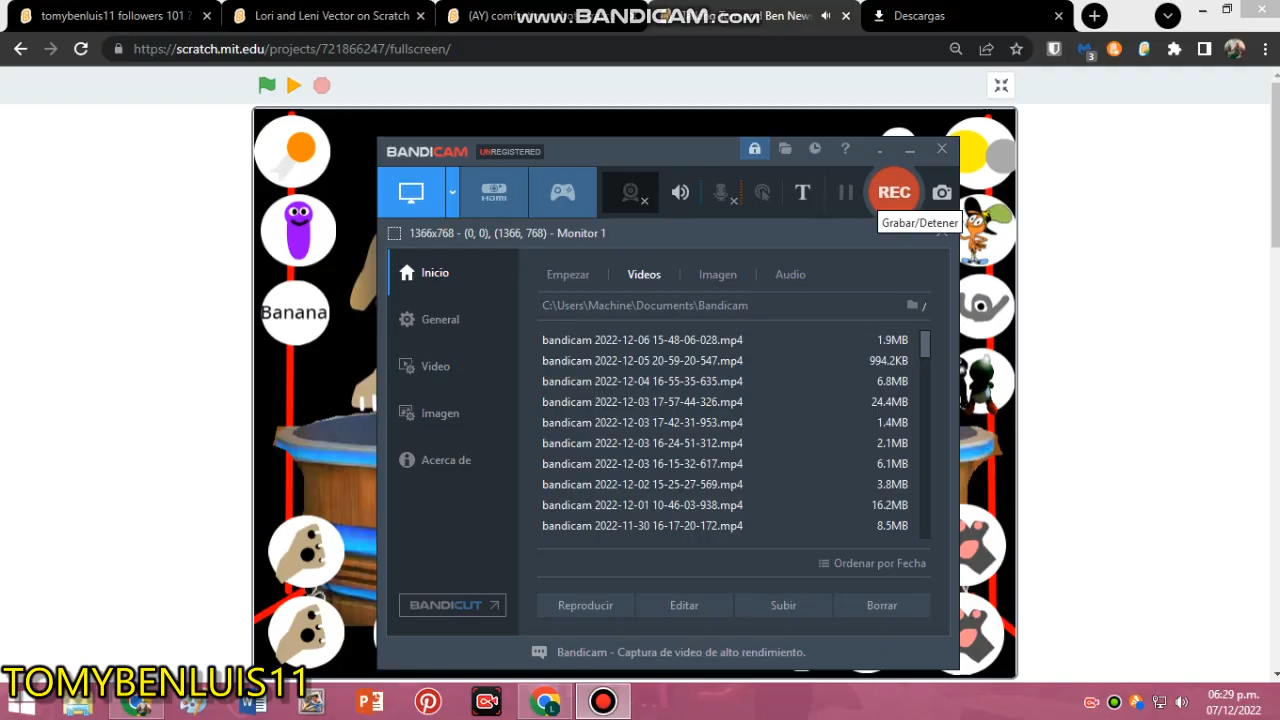 tomybenluis11 followers 101 ?
Lori and Leni Vector on Scratch
(AY) com
www.BANDICAM.com
Ben News
Descargas
https://scratch.mit.edu/projects/721866247/fullscreen/
3
BANDICAM UNREGISTERED
?
HDMI
T
REC
Grabar/Detener
1366x768 - (0, 0), (1366, 768) - Monitor 1
Inicio
General
Video
Imagen
Acerca de
BANDICUT
Empezar
Videos
Imagen
Audio
C:\Users\Machine\Documents\Bandicam
/
bandicam 2022-12-06 15-48-06-028.mp4 1.9MB
bandicam 2022-12-05 20-59-20-547.mp4 994.2KB
bandicam 2022-12-04 16-55-35-635.mp4 6.8MB
bandicam 2022-12-03 17-57-44-326.mp4 24.4MB
bandicam 2022-12-03 17-42-31-953.mp4 1.4MB
bandicam 2022-12-03 16-24-51-312.mp4 2.1MB
bandicam 2022-12-03 16-15-32-617.mp4 6.1MB
bandicam 2022-12-02 15-25-27-569.mp4 3.8MB
bandicam 2022-12-01 10-46-03-938.mp4 16.2MB
bandicam 2022-11-30 16-17-20-172.mp4 8.5MB
Ordenar por Fecha
Reproducir
Editar
Subir
Borrar
Bandicam - Captura de video de alto rendimiento.
Banana
TOMYBENLUIS11
06:29 p.m.
07/12/2022